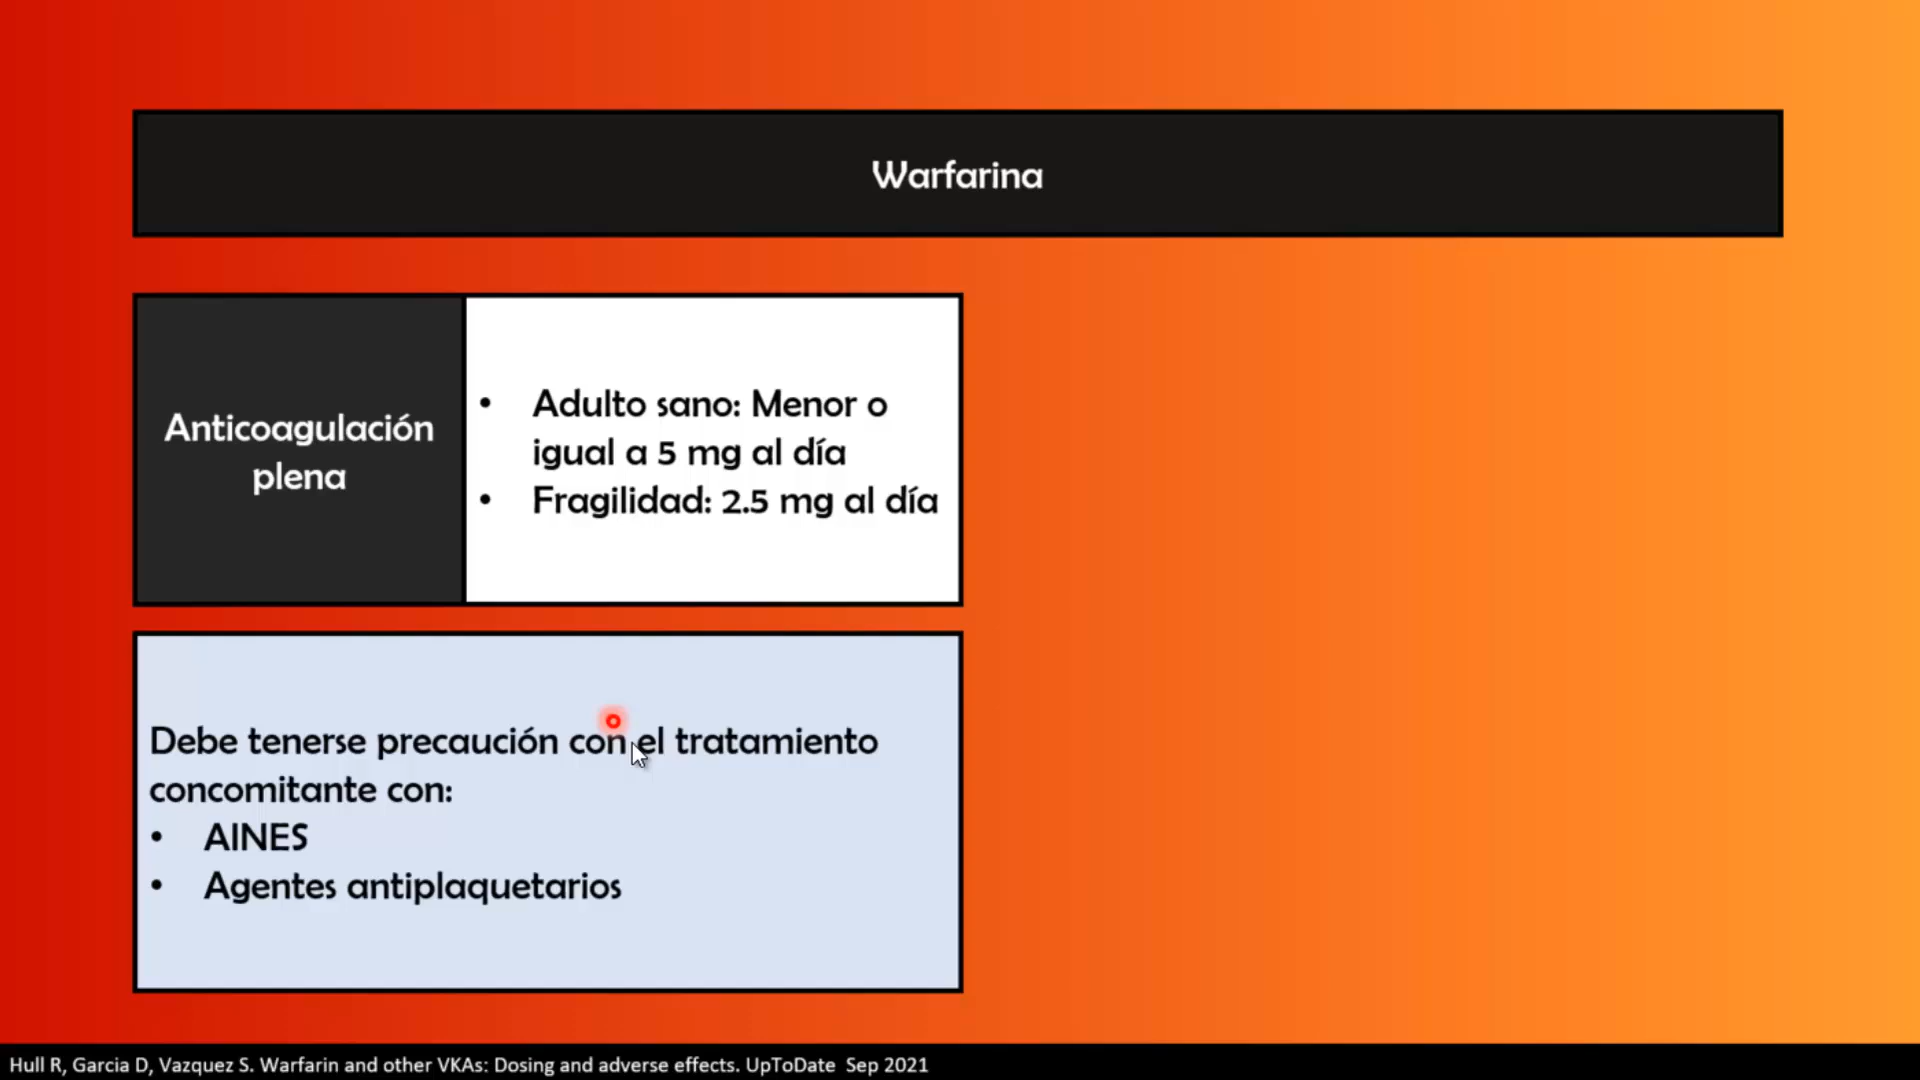 Warfarina
Anticoagulación
plena
• Adulto sano: Menor o
igual a 5 mg al día
• Fragilidad: 2.5 mg al día
Debe tenerse precaución con el tratamiento
concomitante con:
• AINES
• Agentes antiplaquetarios
Hull R, Garcia D, Vazquez S. Warfarin and other VKAs: Dosing and adverse effects. UpToDate Sep 2021